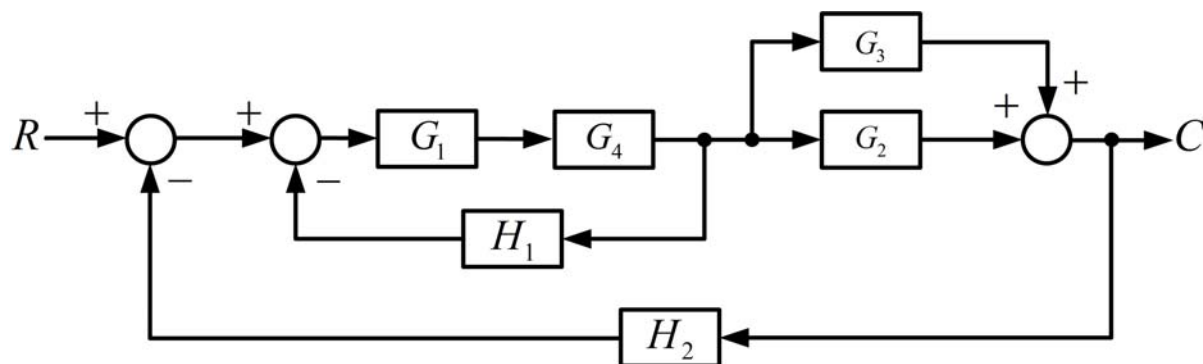 G₃
R + − + − G₁ G₄ G₂ + + C
H₁
H₂